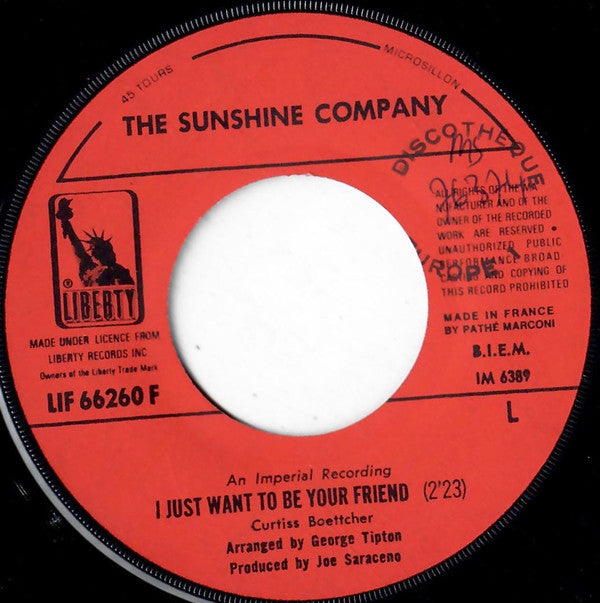 45 TOURS
MICROSILLON
THE SUNSHINE COMPANY
DISCOTHEQUE
EUROPE 1
ALL RIGHTS OF THE MA-
NUFACTURER AND OF THE
OWNER OF THE RECORDED
WORK ARE RESERVED •
UNAUTHORIZED PUBLIC
PERFORMANCE BROAD-
CASTING AND COPYING OF
THIS RECORD PROHIBITED
® LIBERTY
MADE UNDER LICENCE FROM
LIBERTY RECORDS INC
Owners of the Liberty Trade Mark
LIF 66260 F
MADE IN FRANCE
BY PATHÉ MARCONI
B.I.E.M.
IM 6389
L
An Imperial Recording
I JUST WANT TO BE YOUR FRIEND (2'23)
Curtiss Boettcher
Arranged by George Tipton
Produced by Joe Saraceno